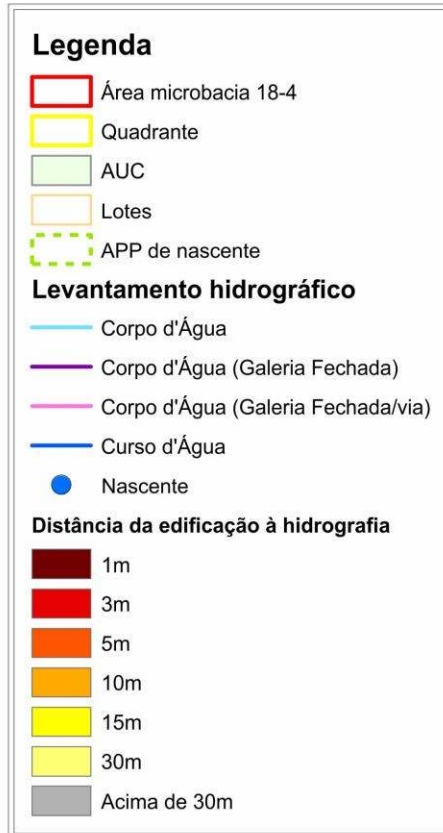 Legenda
Área microbacia 18-4
Quadrante
AUC
Lotes
APP de nascente
Levantamento hidrográfico
Corpo d'Água
Corpo d'Água (Galeria Fechada)
Corpo d'Água (Galeria Fechada/via)
Curso d'Água
Nascente
Distância da edificação à hidrografia
1m
3m
5m
10m
15m
30m
Acima de 30m